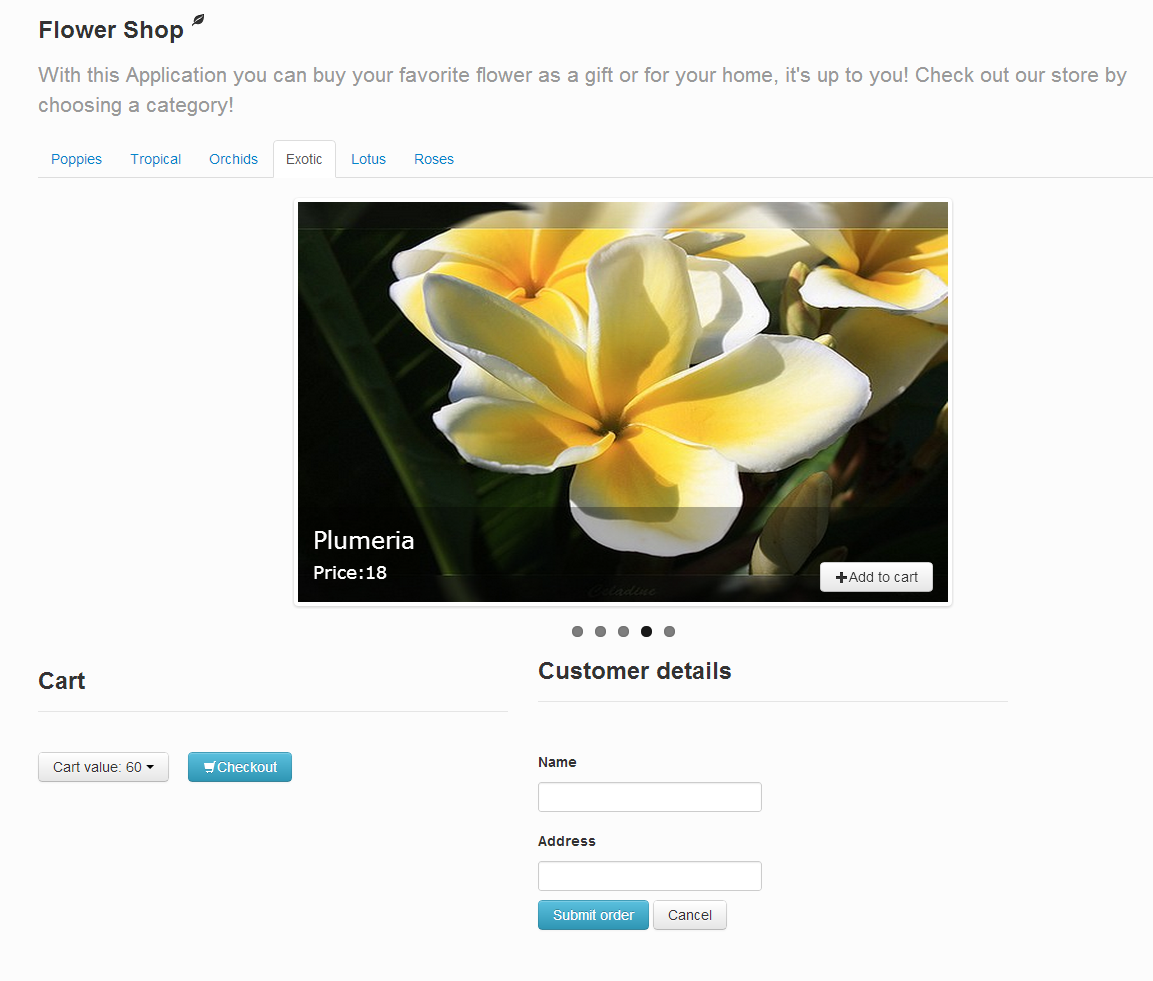 Flower Shop
With this Application you can buy your favorite flower as a gift or for your home, it's up to you! Check out our store by
choosing a category!
Poppies Tropical Orchids Exotic Lotus Roses
Plumeria
Price:18
Add to cart
Celadine
Cart
Customer details
Cart value: 60 Checkout
Name
Address
Submit order Cancel